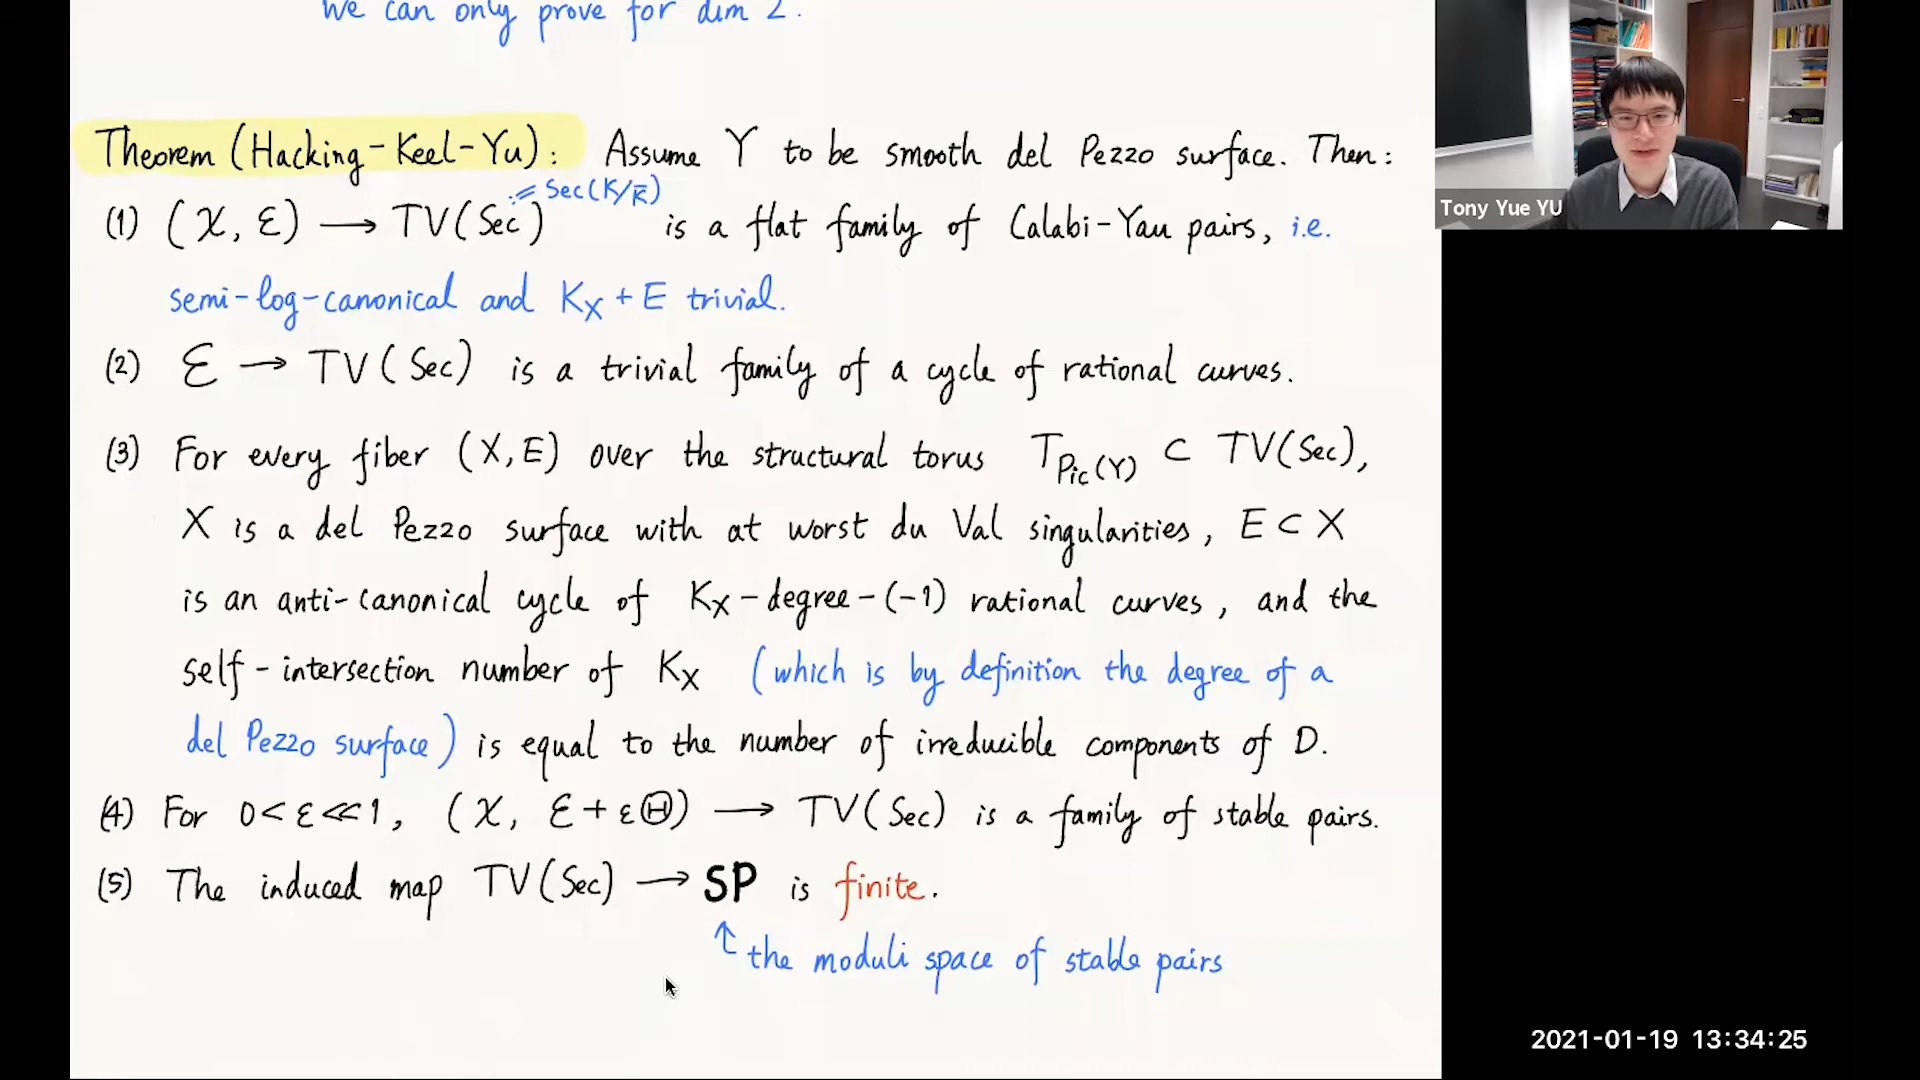 We can only prove for dim 2.
Theorem (Hacking-Keel-Yu): Assume Y to be smooth del Pezzo surface. Then:
(1) (𝒳, ℰ) ⟶ TV(Sec) ⇐ Sec(K/K̄) is a flat family of Calabi-Yau pairs, i.e.
semi-log-canonical and K_X + E trivial.
(2) ℰ ⟶ TV(Sec) is a trivial family of a cycle of rational curves.
(3) For every fiber (X, E) over the structural torus T_Pic(Y) ⊂ TV(Sec),
X is a del Pezzo surface with at worst du Val singularities, E ⊂ X
is an anti-canonical cycle of K_X-degree-(-1) rational curves, and the
self-intersection number of K_X (which is by definition the degree of a
del Pezzo surface) is equal to the number of irreducible components of D.
(4) For 0<ε≪1, (𝒳, ℰ+εΘ) ⟶ TV(Sec) is a family of stable pairs.
(5) The induced map TV(Sec) ⟶ SP is finite.
↑ the moduli space of stable pairs
Tony Yue YU
2021-01-19 13:34:25